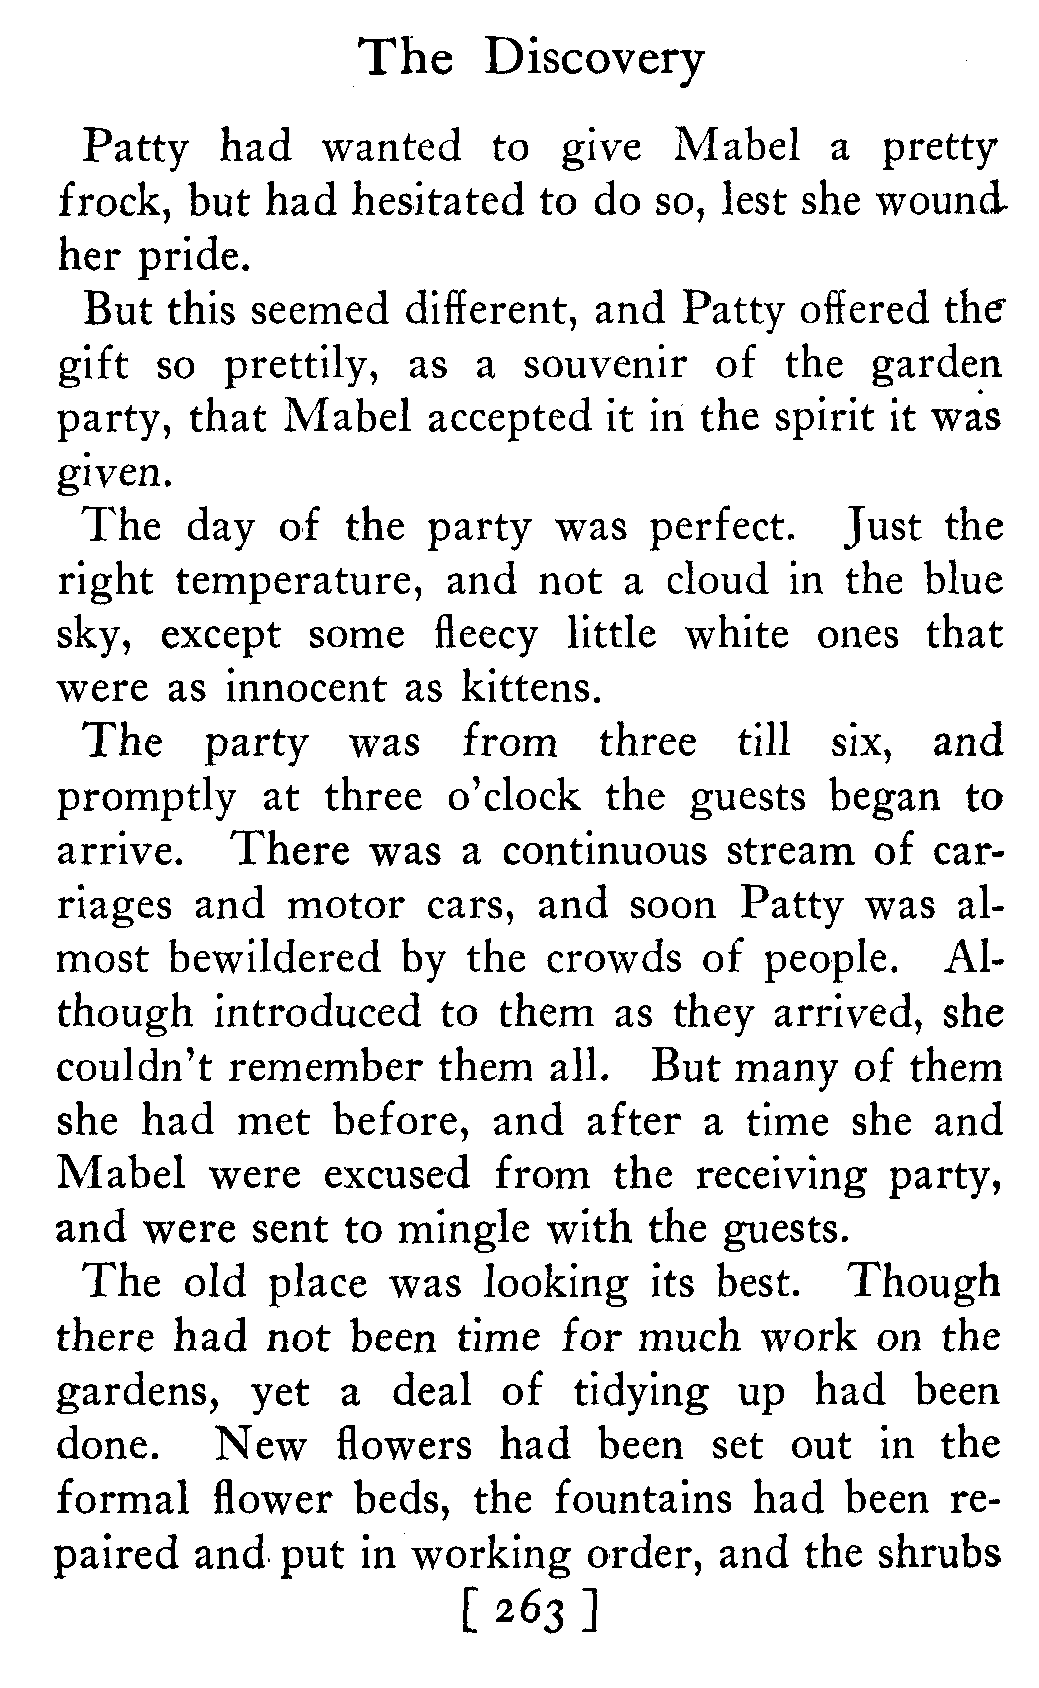 The Discovery
Patty had wanted to give Mabel a pretty
frock, but had hesitated to do so, lest she wound
her pride.
But this seemed different, and Patty offered the
gift so prettily, as a souvenir of the garden
party, that Mabel accepted it in the spirit it was
given.
The day of the party was perfect. Just the
right temperature, and not a cloud in the blue
sky, except some fleecy little white ones that
were as innocent as kittens.
The party was from three till six, and
promptly at three o'clock the guests began to
arrive. There was a continuous stream of car-
riages and motor cars, and soon Patty was al-
most bewildered by the crowds of people. Al-
though introduced to them as they arrived, she
couldn't remember them all. But many of them
she had met before, and after a time she and
Mabel were excused from the receiving party,
and were sent to mingle with the guests.
The old place was looking its best. Though
there had not been time for much work on the
gardens, yet a deal of tidying up had been
done. New flowers had been set out in the
formal flower beds, the fountains had been re-
paired and put in working order, and the shrubs
[ 263 ]